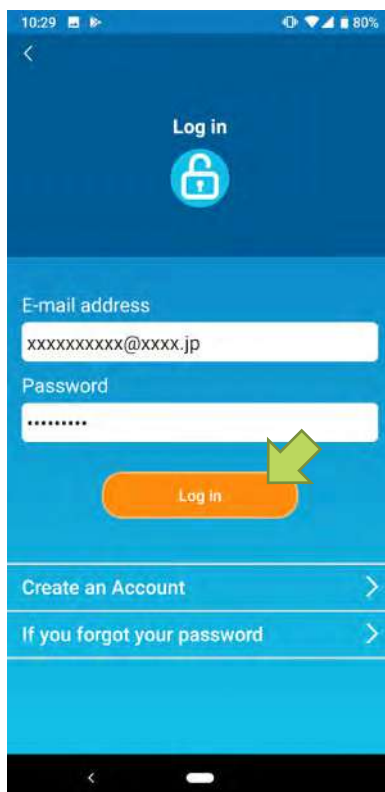 10:29 80%
Log in
E-mail address
xxxxxxxxxx@xxxx.jp
Password
•••••••••
Log in
Create an Account
If you forgot your password